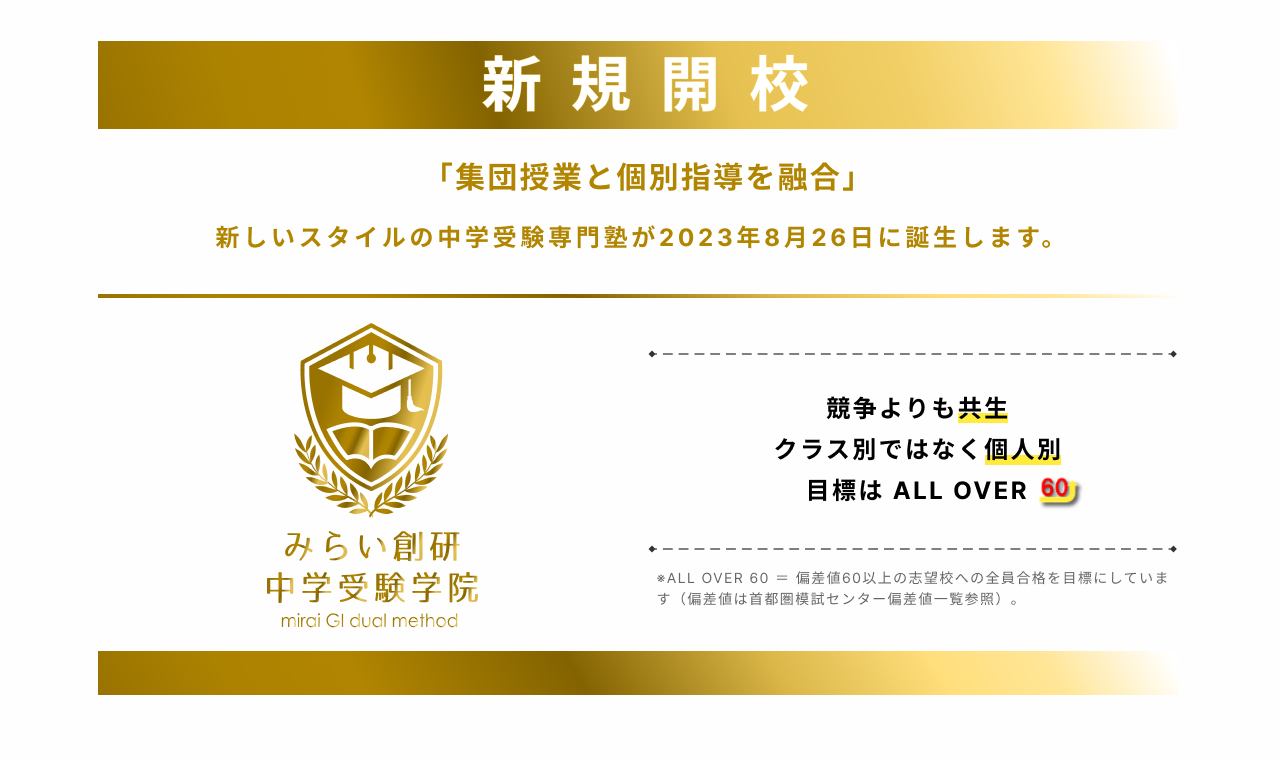 新規開校
「集団授業と個別指導を融合」
新しいスタイルの中学受験専門塾が2023年8月26日に誕生します。
みらい創研
中学受験学院
mirai GI dual method
競争よりも共生
クラス別ではなく個人別
目標は ALL OVER 60
※ALL OVER 60 ＝ 偏差値60以上の志望校への全員合格を目標にしていま
す（偏差値は首都圏模試センター偏差値一覧参照）。